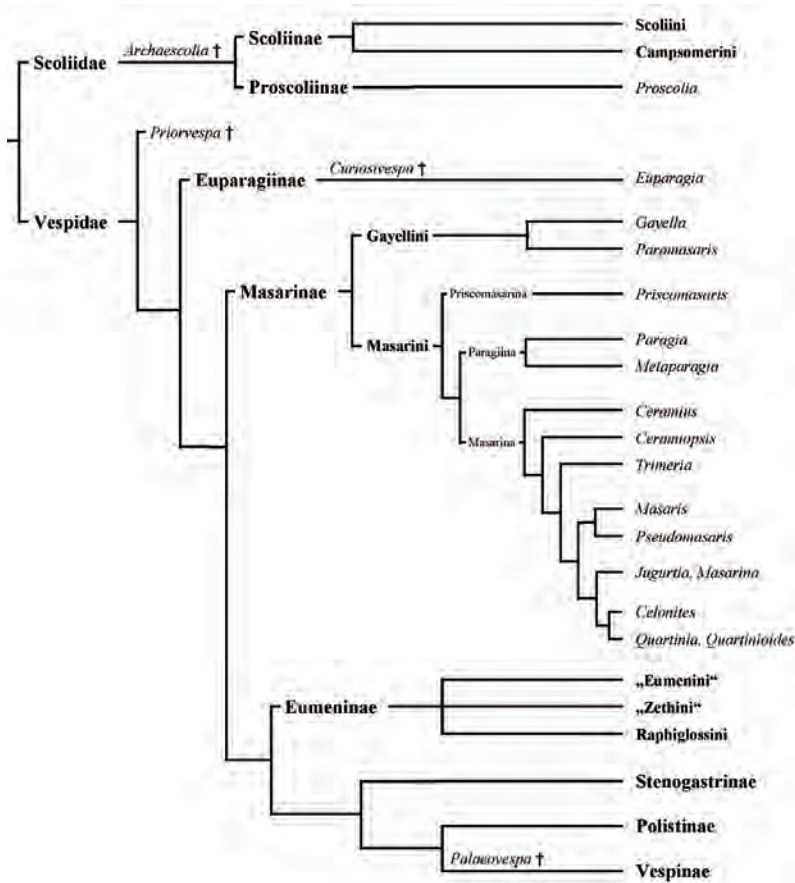 Scoliini
Archaescolia †
Scoliinae
Campsomerini
Scoliidae
Proscoliinae
Proscolia
Priorvespa †
Curiosivespa †
Euparagiinae
Euparagia
Vespidae
Gayella
Gayellini
Paramasaris
Masarinae
Priscomasarina
Priscomasaris
Masarini
Paragia
Paragiina
Metaparagia
Ceramius
Masarina
Ceramiopsis
Trimeria
Masaris
Pseudomasaris
Jugurtia, Masarina
Celonites
Quartinia, Quartinioides
„Eumenini“
Eumeninae
„Zethini“
Raphiglossini
Stenogastrinae
Polistinae
Palaeovespa †
Vespinae